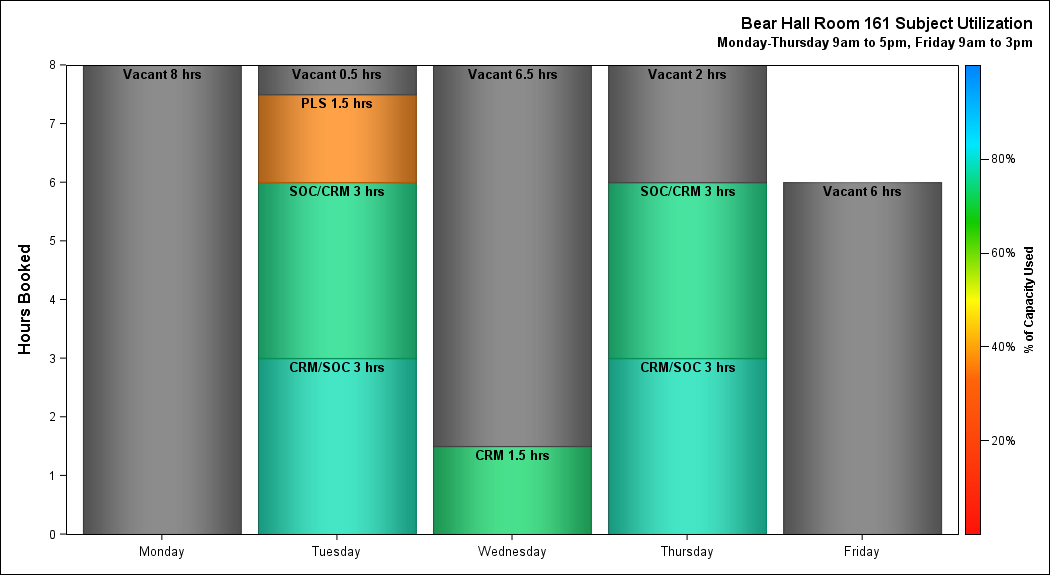 Bear Hall Room 161 Subject Utilization
Monday-Thursday 9am to 5pm, Friday 9am to 3pm
Hours Booked
8
7
6
5
4
3
2
1
0
Vacant 8 hrs
Vacant 0.5 hrs
PLS 1.5 hrs
SOC/CRM 3 hrs
CRM/SOC 3 hrs
Vacant 6.5 hrs
CRM 1.5 hrs
Vacant 2 hrs
SOC/CRM 3 hrs
CRM/SOC 3 hrs
Vacant 6 hrs
Monday
Tuesday
Wednesday
Thursday
Friday
80%
60%
40%
20%
% of Capacity Used